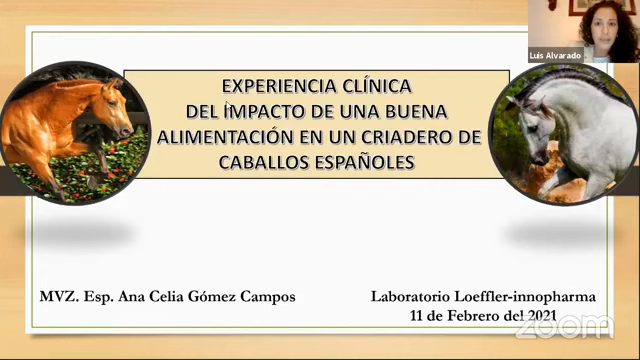 Luis Alvarado
EXPERIENCIA CLÍNICA
DEL IMPACTO DE UNA BUENA
ALIMENTACIÓN EN UN CRIADERO DE
CABALLOS ESPAÑOLES
MVZ. Esp. Ana Celia Gómez Campos
Laboratorio Loeffler-innopharma
11 de Febrero del 2021
zoom